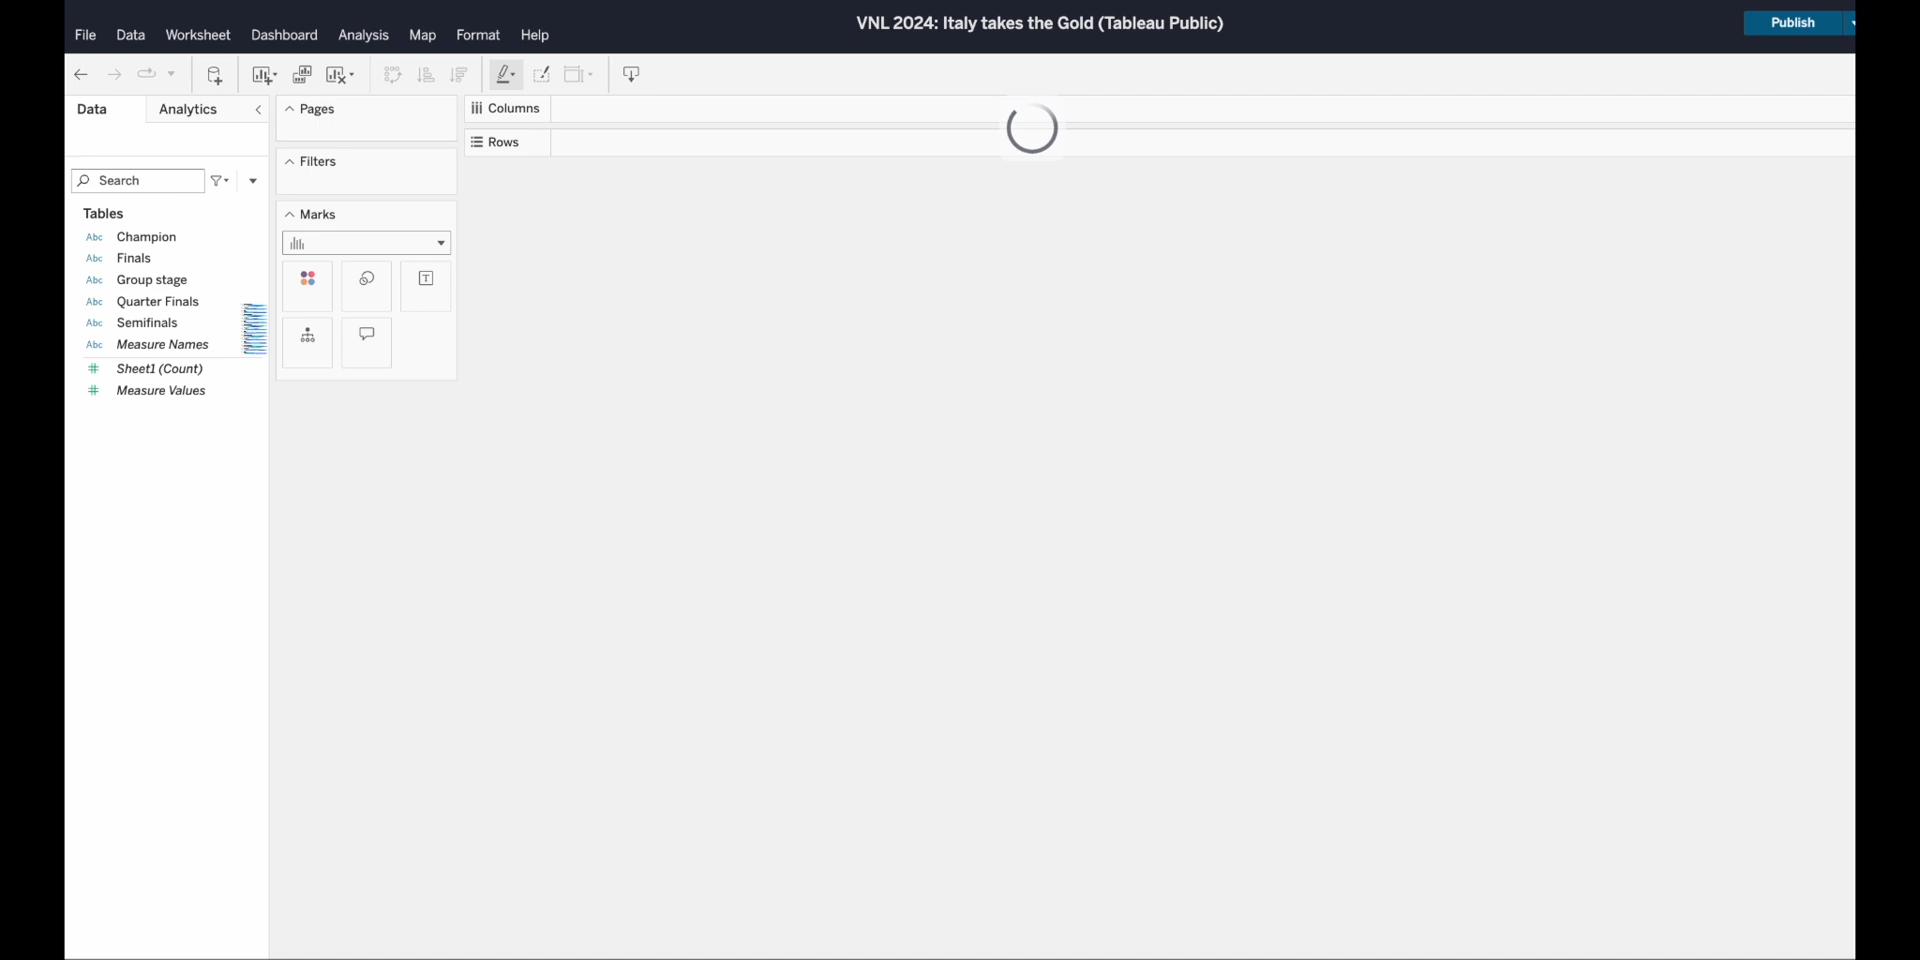 VNL 2024: Italy takes the Gold (Tableau Public)
Publish
File Data Worksheet Dashboard Analysis Map Format Help
Data Analytics
Pages
Columns
Rows
Filters
Search
Marks
Tables
Abc Champion
Abc Finals
Abc Group stage
Abc Quarter Finals
Abc Semifinals
Abc Measure Names
# Sheet1 (Count)
# Measure Values
T